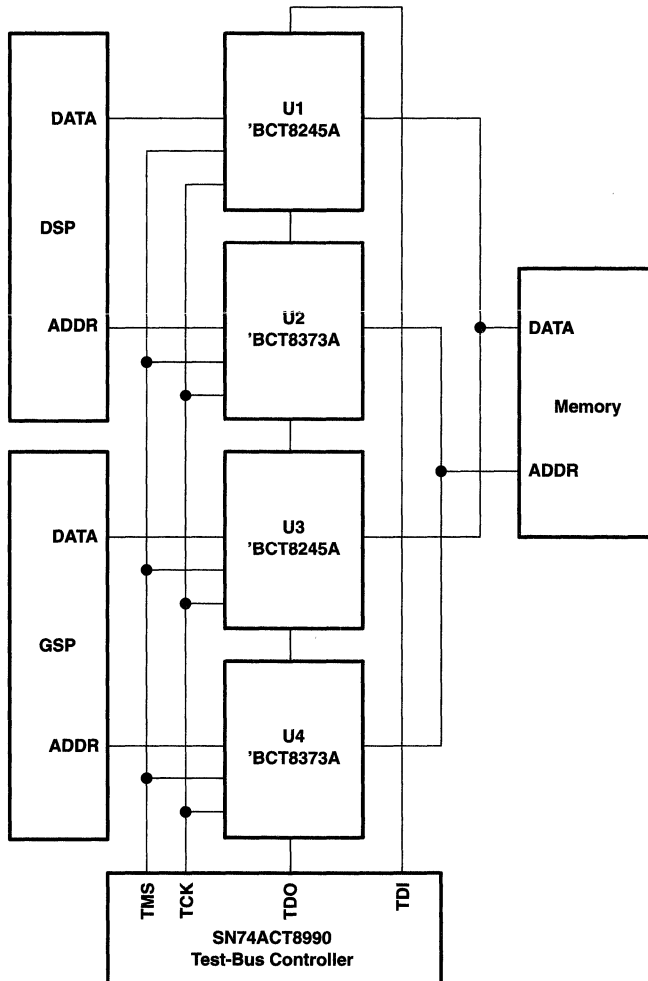 DATA
DSP
ADDR
U1
'BCT8245A
U2
'BCT8373A
DATA
Memory
ADDR
DATA
GSP
ADDR
U3
'BCT8245A
U4
'BCT8373A
TMS
TCK
TDO
TDI
SN74ACT8990
Test-Bus Controller